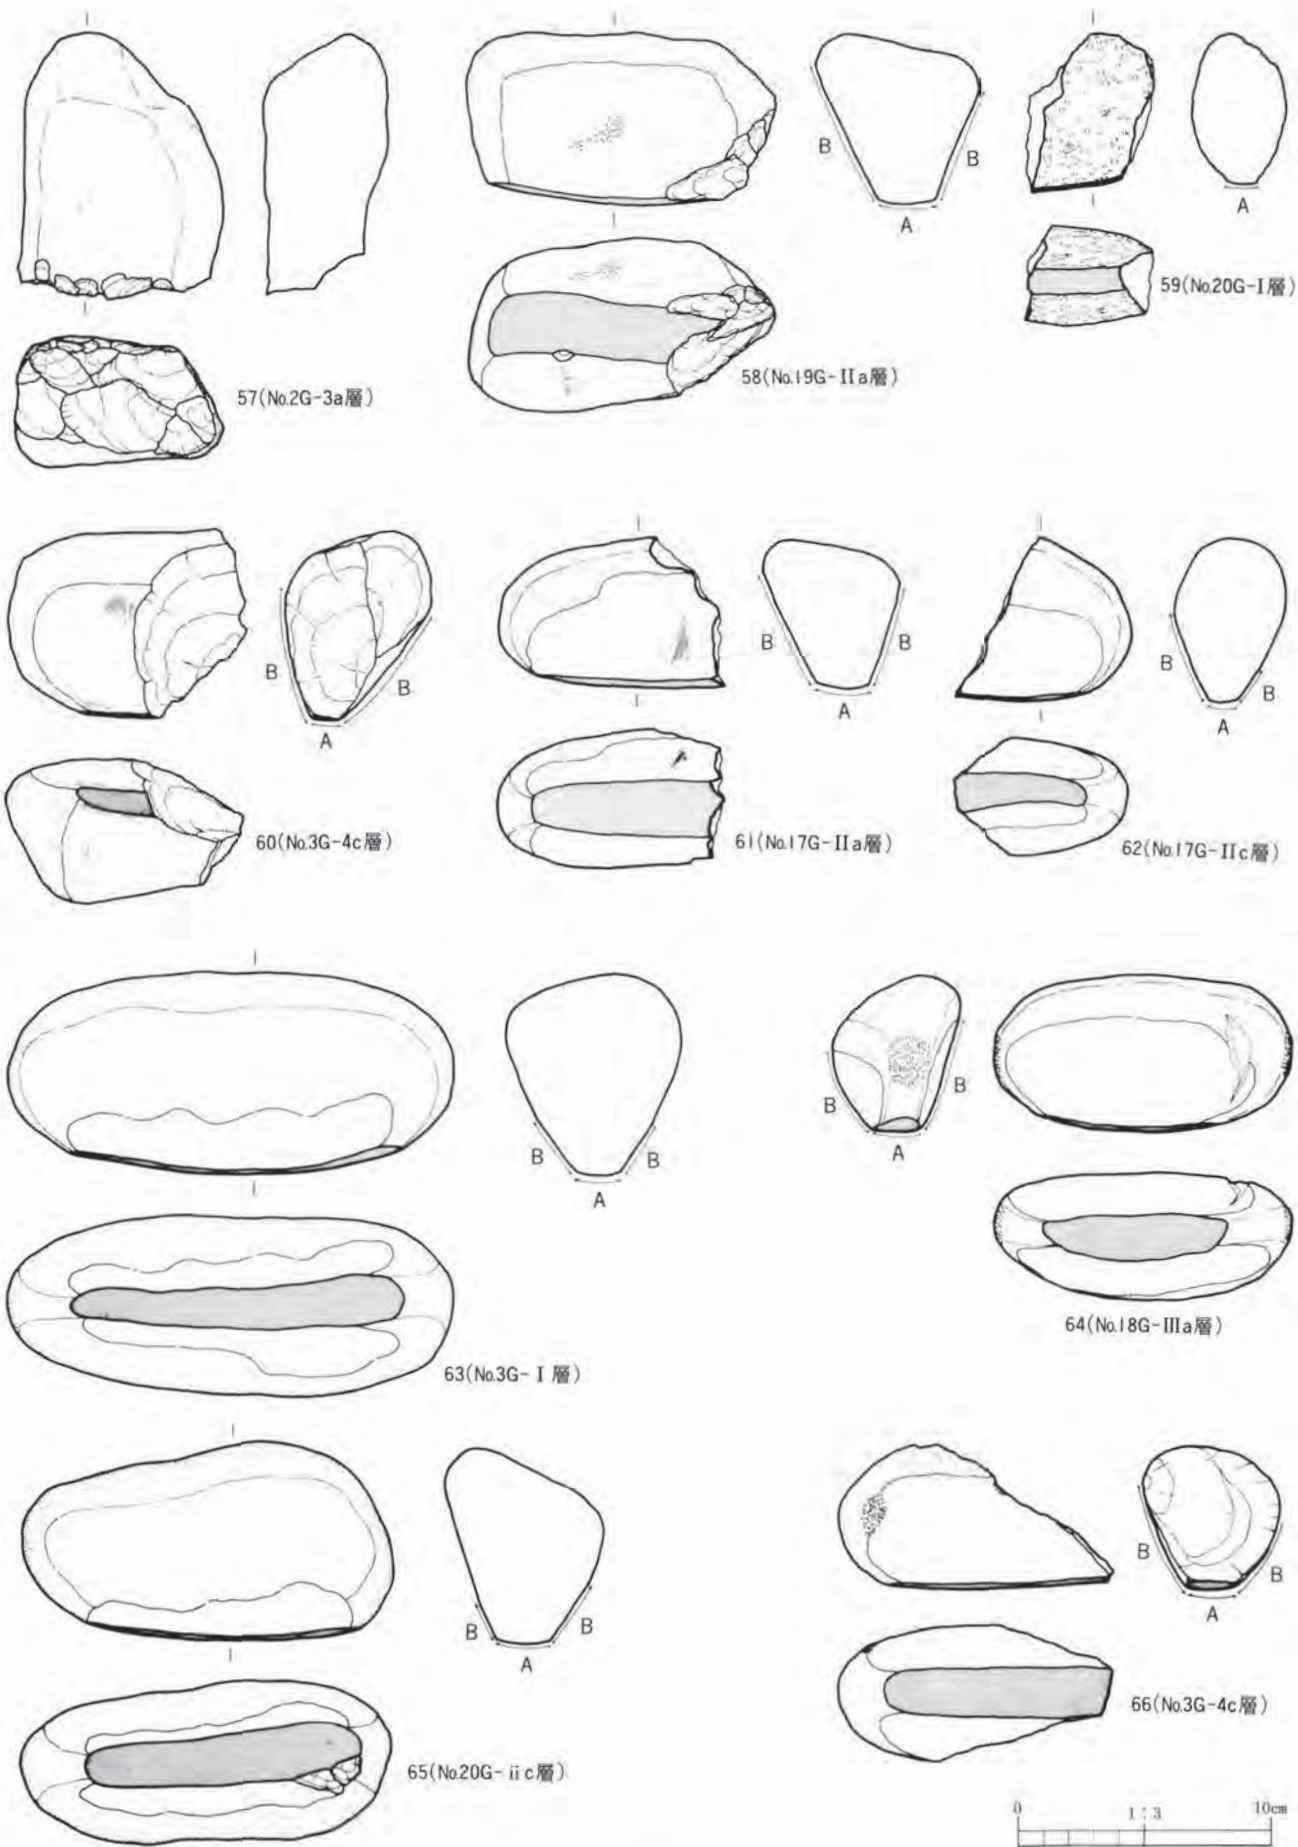 57(No.2G-3a層)
B
B
A
58(No.19G-IIa層)
A
59(No.20G-I層)
B
B
A
60(No.3G-4c層)
B
B
A
61(No.17G-IIa層)
B
B
A
62(No.17G-IIc層)
B
B
A
63(No.3G-I層)
B
B
A
64(No.18G-IIIa層)
B
B
A
65(No.20G-iic層)
B
B
A
66(No.3G-4c層)
0 1:3 10cm